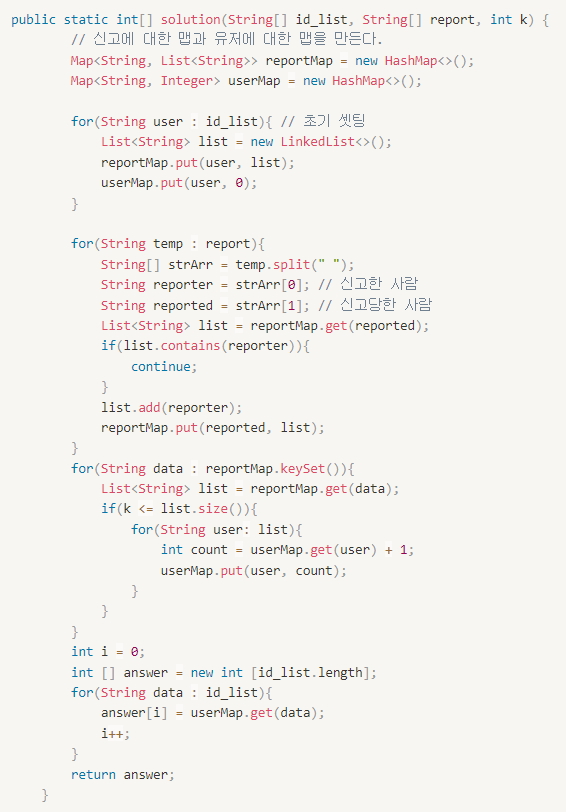 public static int[] solution(String[] id_list, String[] report, int k) {
// 신고에 대한 맵과 유저에 대한 맵을 만든다.
Map<String, List<String>> reportMap = new HashMap<>();
Map<String, Integer> userMap = new HashMap<>();
for(String user : id_list){ // 초기 셋팅
List<String> list = new LinkedList<>();
reportMap.put(user, list);
userMap.put(user, 0);
}
for(String temp : report){
String[] strArr = temp.split(" ");
String reporter = strArr[0]; // 신고한 사람
String reported = strArr[1]; // 신고당한 사람
List<String> list = reportMap.get(reported);
if(list.contains(reporter)){
continue;
}
list.add(reporter);
reportMap.put(reported, list);
}
for(String data : reportMap.keySet()){
List<String> list = reportMap.get(data);
if(k <= list.size()){
for(String user: list){
int count = userMap.get(user) + 1;
userMap.put(user, count);
}
}
}
int i = 0;
int [] answer = new int [id_list.length];
for(String data : id_list){
answer[i] = userMap.get(data);
i++;
}
return answer;
}